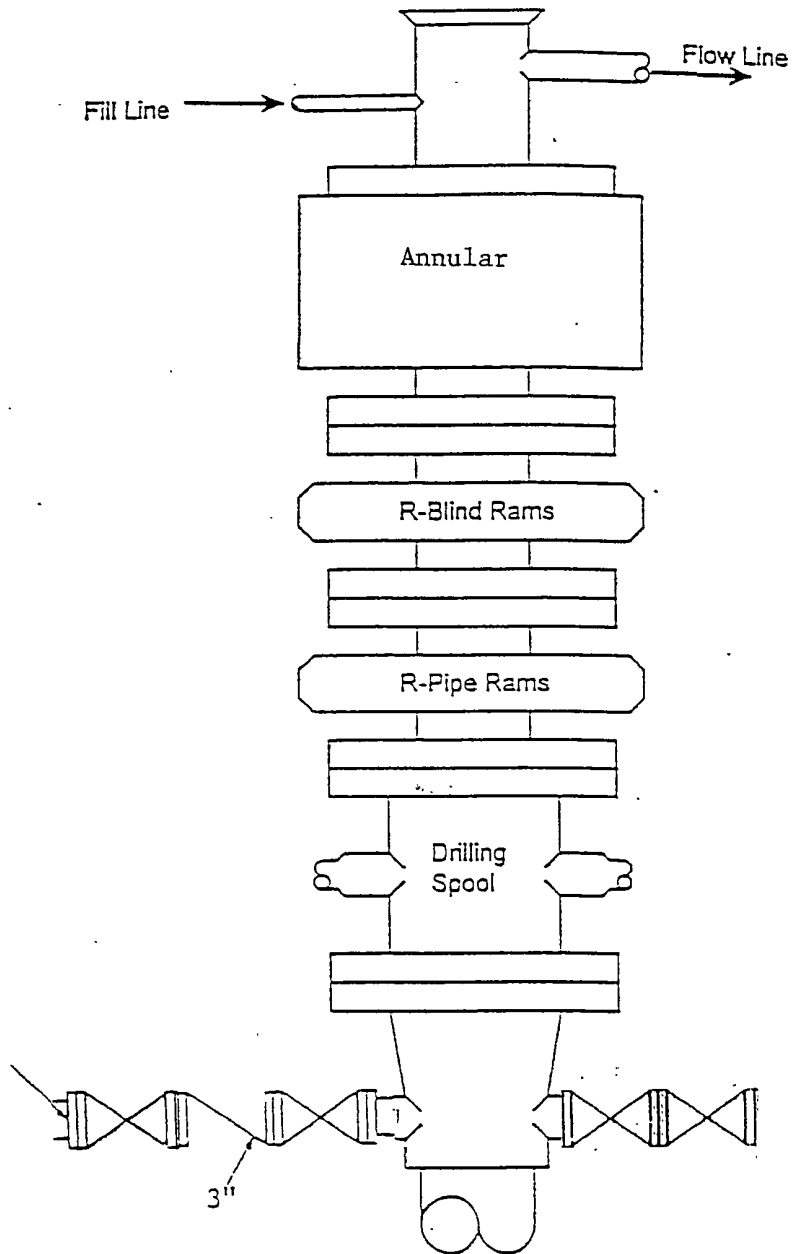 Flow Line
Fill Line
Annular
R-Blind Rams
R-Pipe Rams
Drilling
Spool
3"